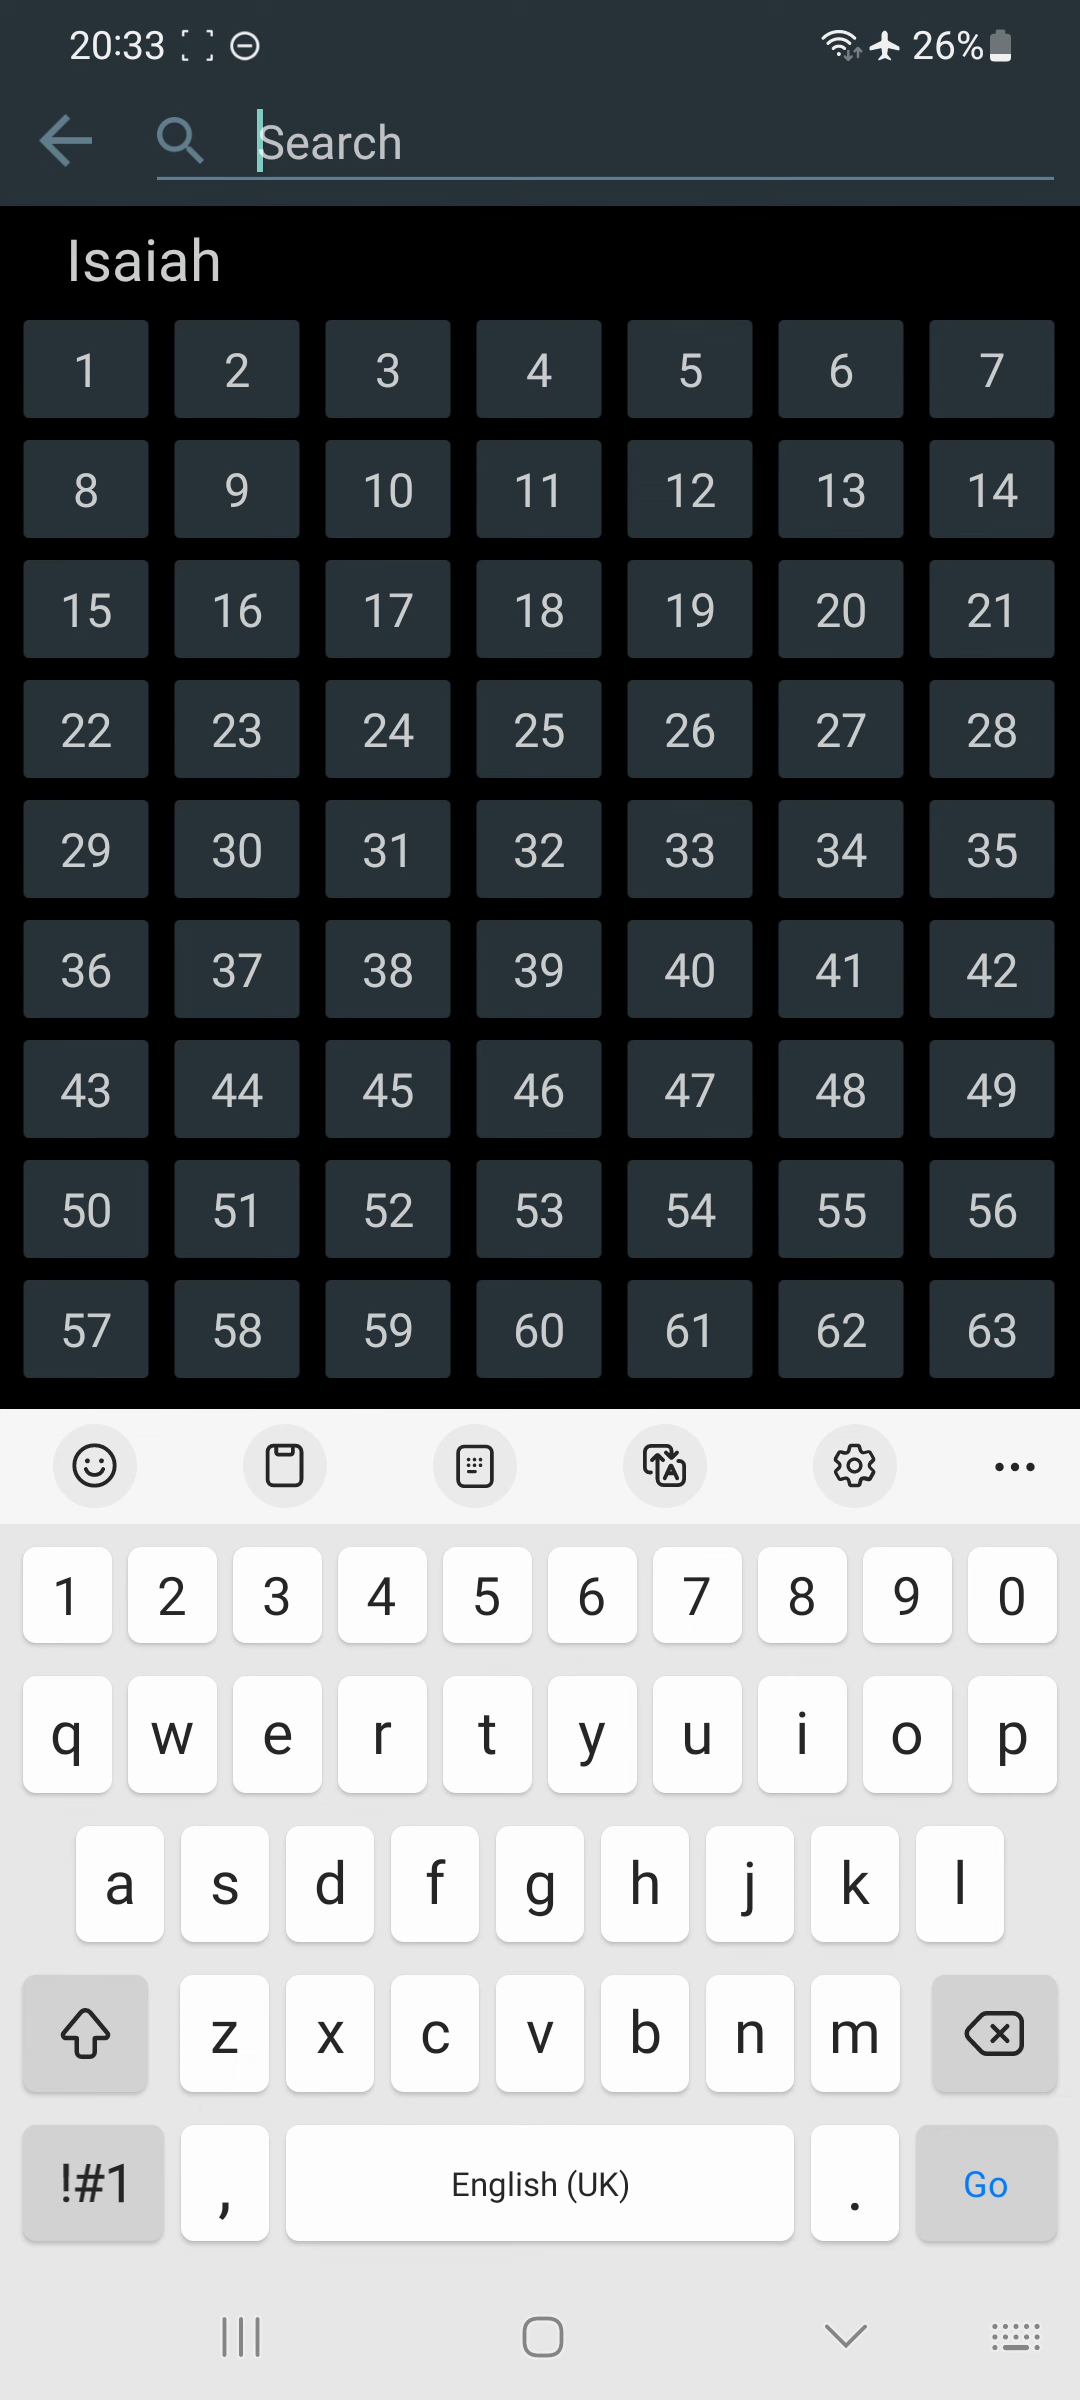 20:33 26%
Search
Isaiah
1 2 3 4 5 6 7
8 9 10 11 12 13 14
15 16 17 18 19 20 21
22 23 24 25 26 27 28
29 30 31 32 33 34 35
36 37 38 39 40 41 42
43 44 45 46 47 48 49
50 51 52 53 54 55 56
57 58 59 60 61 62 63
1 2 3 4 5 6 7 8 9 0
q w e r t y u i o p
a s d f g h j k l
z x c v b n m
!#1 , English (UK) . Go